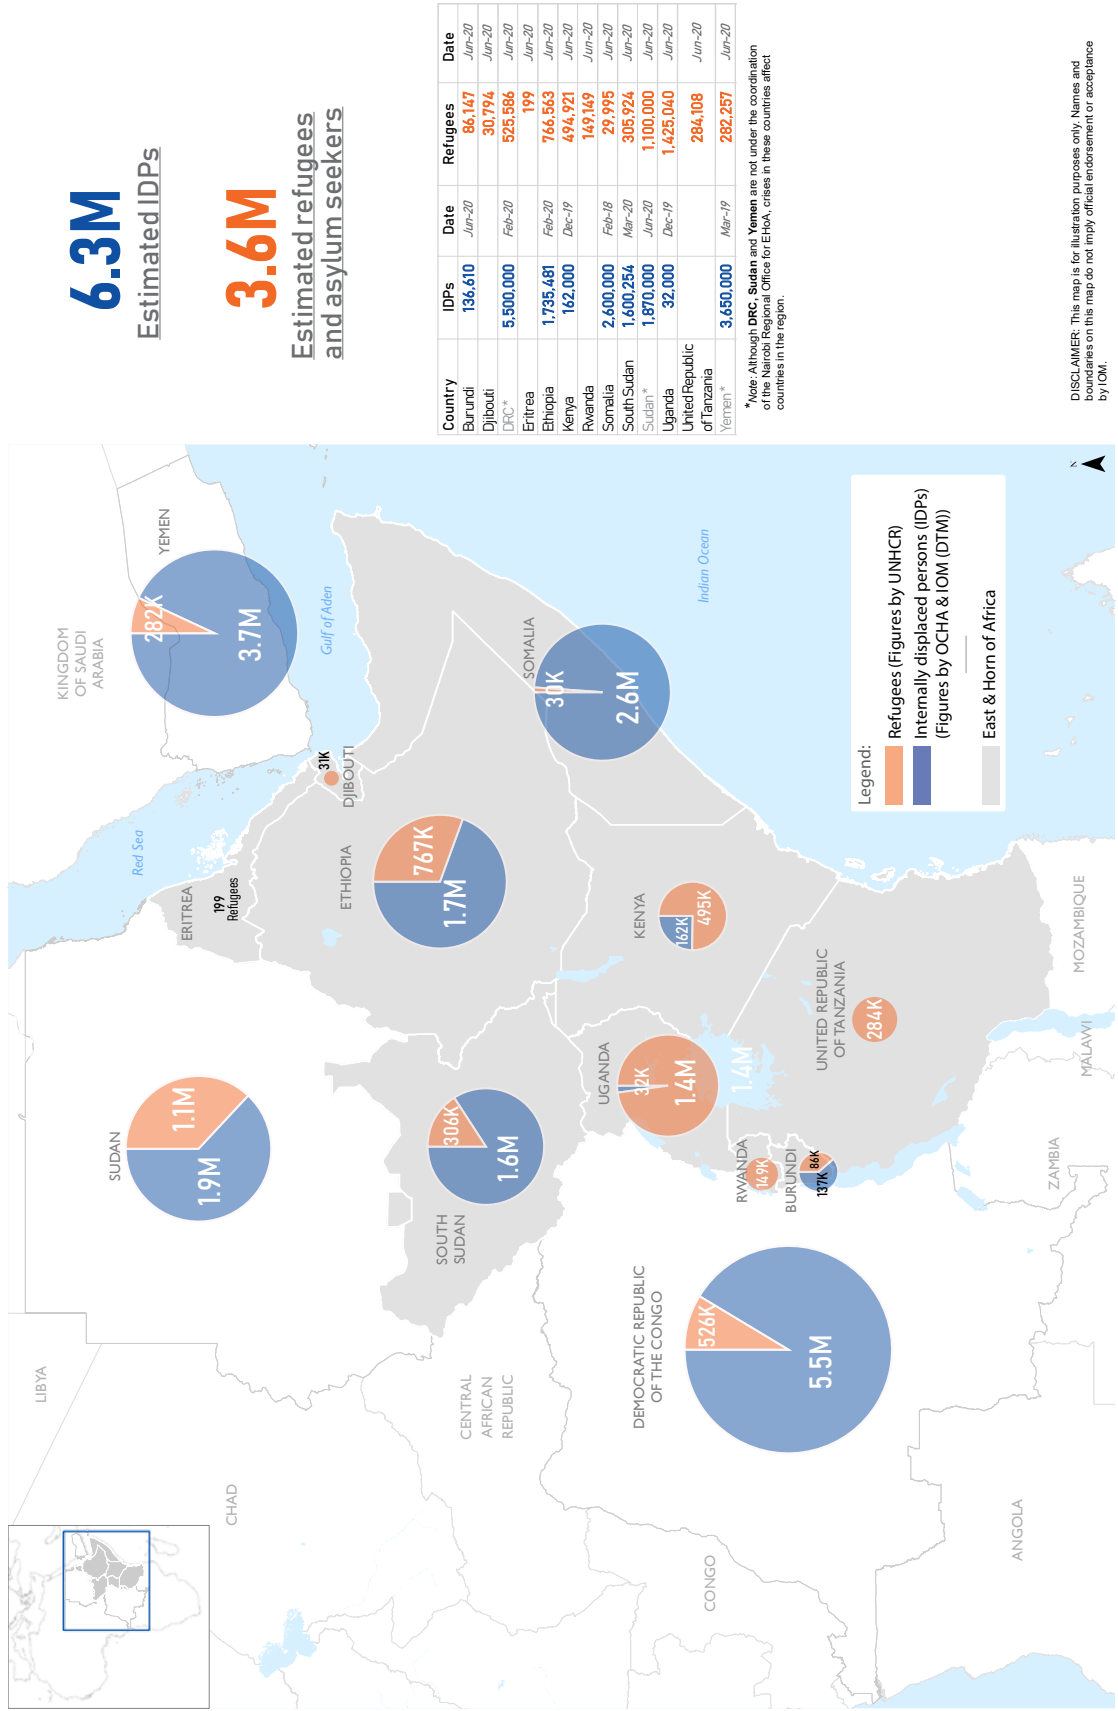 6.3M
Estimated IDPs
3.6M
Estimated refugees
and asylum seekers
Country IDPs Date Refugees Date
Burundi 136,610 Jun-20 86,147 Jun-20
Djibouti 30,794 Jun-20
DRC* 5,500,000 Feb-20 525,586 Jun-20
Eritrea 199 Jun-20
Ethiopia 1,735,481 Feb-20 766,563 Jun-20
Kenya 162,000 Dec-19 494,921 Jun-20
Rwanda 149,149 Jun-20
Somalia 2,600,000 Feb-18 29,995 Jun-20
South Sudan 1,600,254 Mar-20 305,924 Jun-20
Sudan* 1,870,000 Jun-20 1,100,000 Jun-20
Uganda 32,000 Dec-19 1,425,040 Jun-20
United Republic
of Tanzania 284,108 Jun-20
Yemen* 3,650,000 Mar-19 282,257 Jun-20
*Note: Although DRC, Sudan and Yemen are not under the coordination
of the Nairobi Regional Office for EHoA, crises in these countries affect
countries in the region.
DISCLAIMER: This map is for illustration purposes only. Names and
boundaries on this map do not imply official endorsement or acceptance
by IOM.
LIBYA
CHAD
SUDAN
1.9M
1.1M
Red Sea
KINGDOM
OF SAUDI
ARABIA
YEMEN
282K
3.7M
ERITREA
199
Refugees
31K
DJIBOUTI
Gulf of Aden
ETHIOPIA
1.7M
767K
SOUTH
SUDAN
306K
1.6M
CENTRAL
AFRICAN
REPUBLIC
SOMALIA
30K
2.6M
UGANDA
32K
1.4M
1.4M
KENYA
162K
495K
Indian Ocean
DEMOCRATIC REPUBLIC
OF THE CONGO
526K
5.5M
CONGO
RWANDA
149K
BURUNDI
137K
86K
UNITED REPUBLIC
OF TANZANIA
284K
ANGOLA
ZAMBIA
MALAWI
MOZAMBIQUE
Legend:
Refugees (Figures by UNHCR)
Internally displaced persons (IDPs)
(Figures by OCHA & IOM (DTM))
East & Horn of Africa
N